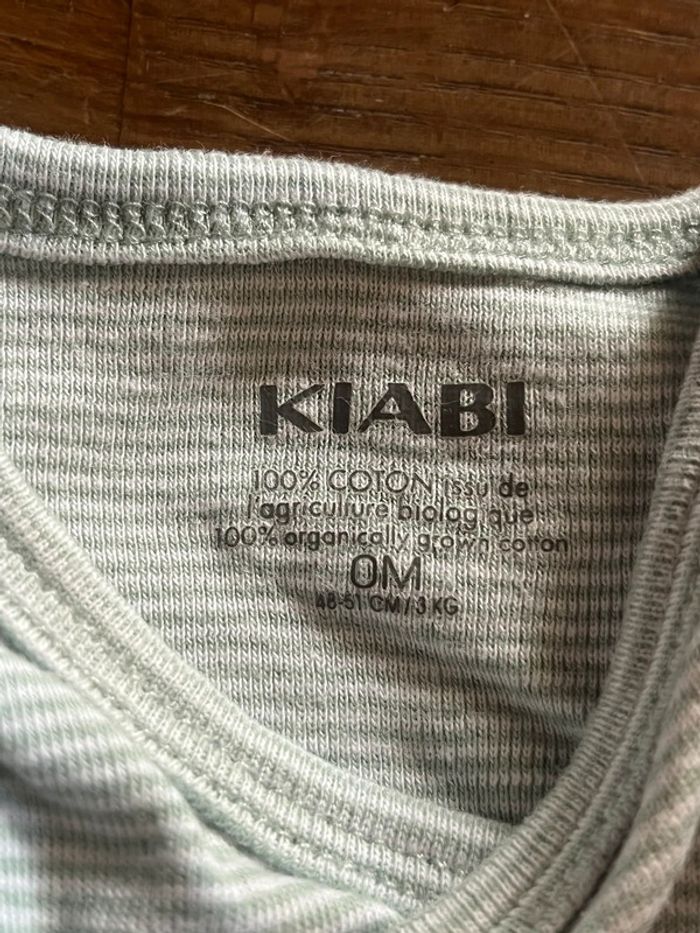 KIABI
100% COTON issu de
l'agriculture biologique
100% organically grown cotton
0M
48-51 CM / 3 KG